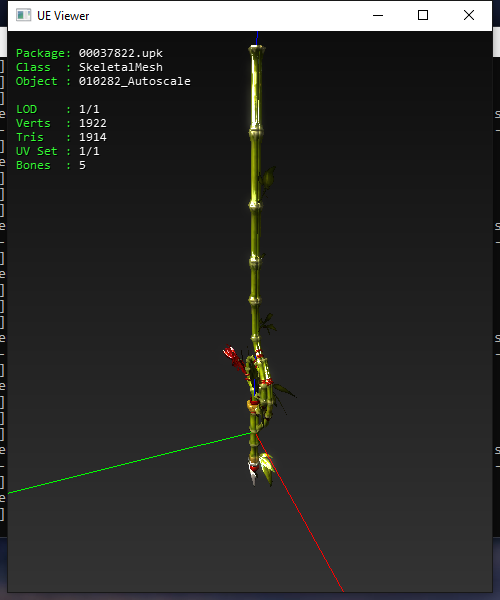 UE Viewer
Package: 00037822.upk
Class  : SkeletalMesh
Object : 010282_Autoscale
LOD    : 1/1
Verts  : 1922
Tris   : 1914
UV Set : 1/1
Bones  : 5